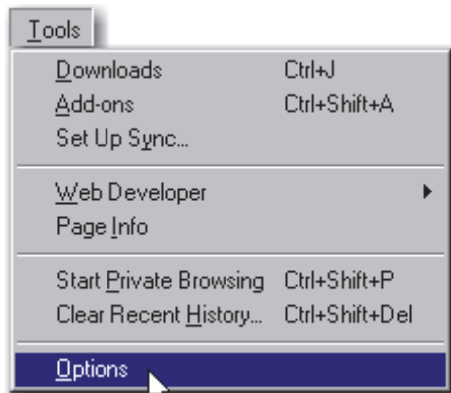 Tools
Downloads Ctrl+J
Add-ons Ctrl+Shift+A
Set Up Sync...
Web Developer
Page Info
Start Private Browsing Ctrl+Shift+P
Clear Recent History... Ctrl+Shift+Del
Options